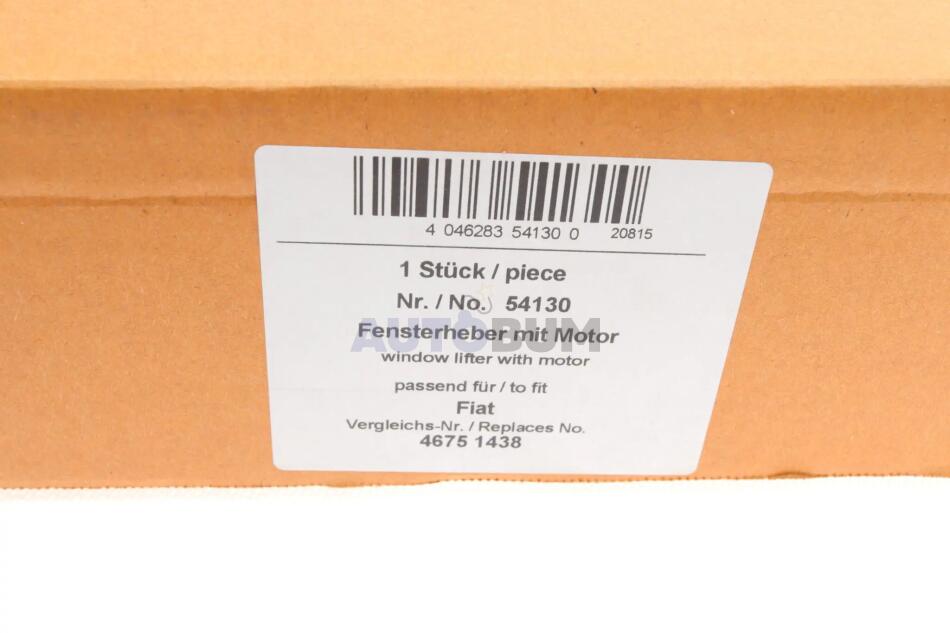 4 046283 54130 0 20815
1 Stück / piece
Nr. / No. 54130
AUTOBUM
Fensterheber mit Motor
window lifter with motor
passend für / to fit
Fiat
Vergleichs-Nr. / Replaces No.
4675 1438